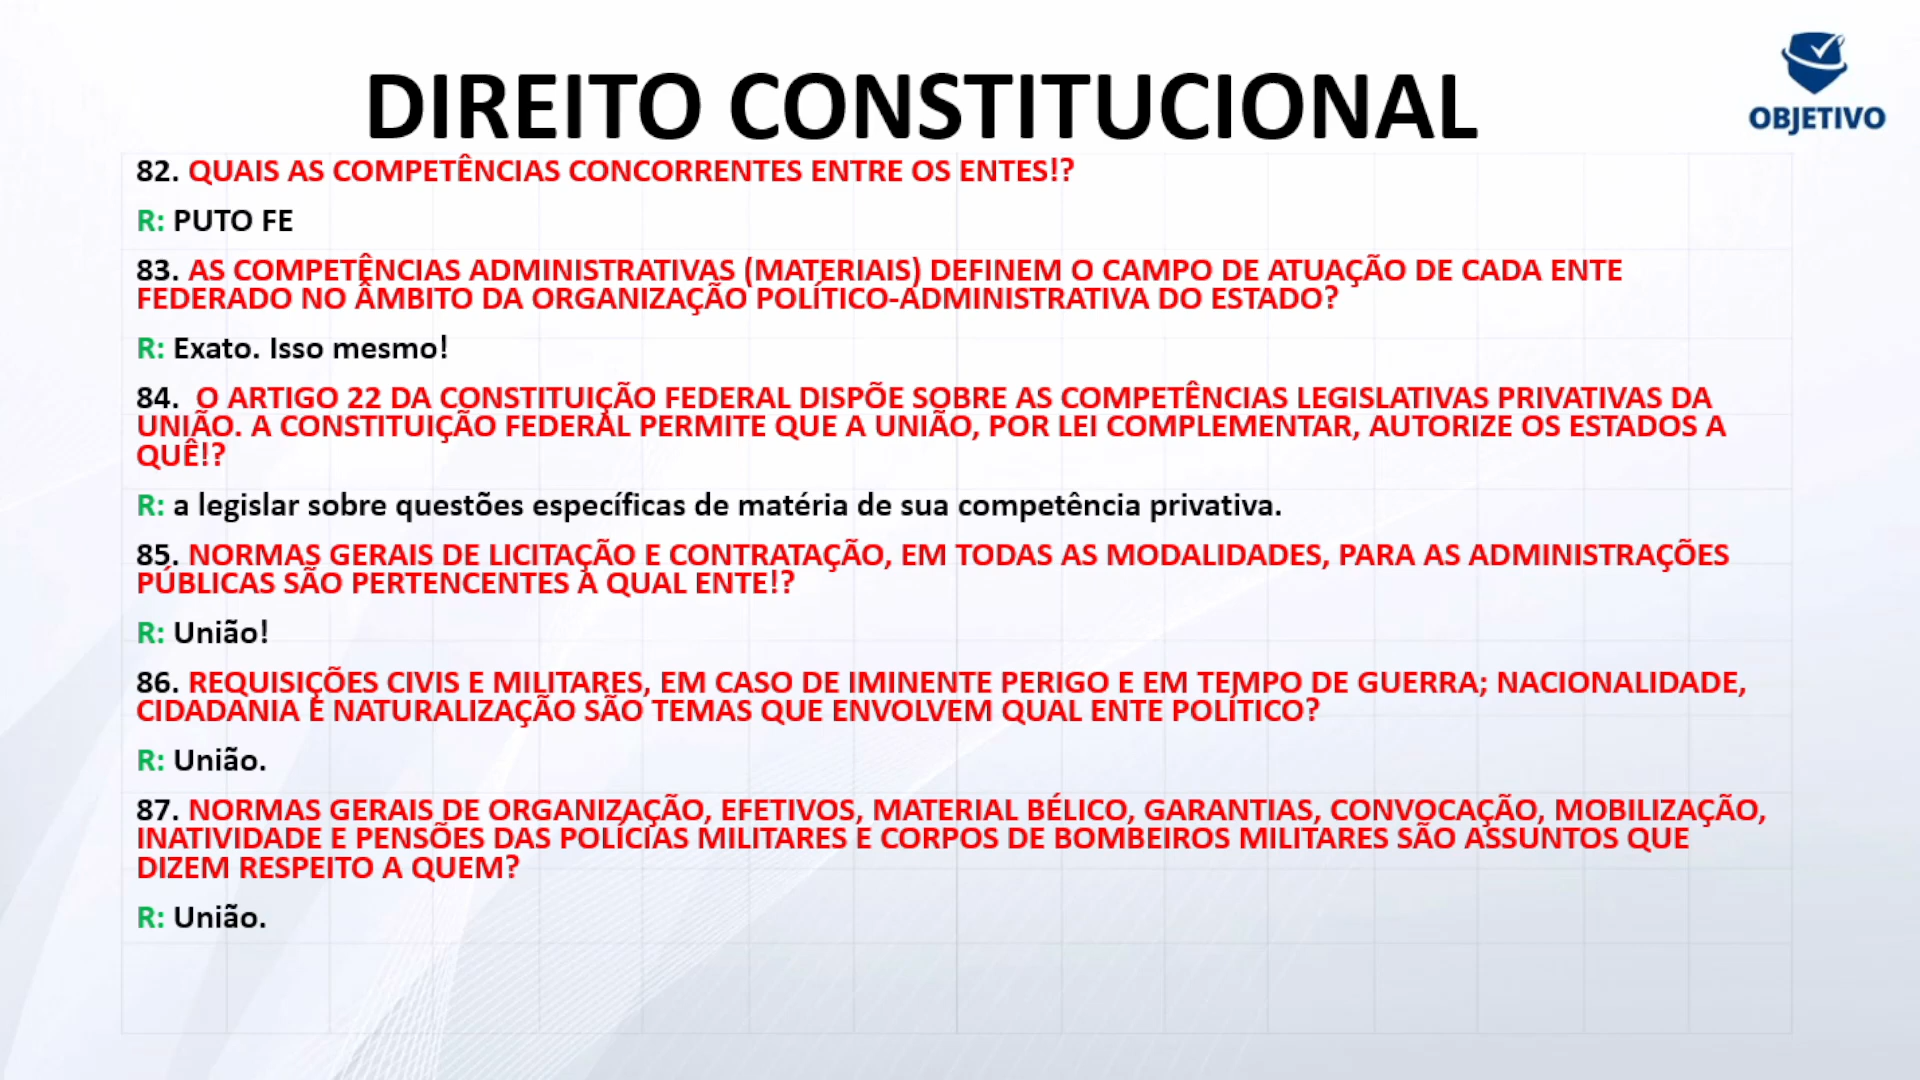 DIREITO CONSTITUCIONAL
OBJETIVO
82. QUAIS AS COMPETÊNCIAS CONCORRENTES ENTRE OS ENTES!?
R: PUTO FE
83. AS COMPETÊNCIAS ADMINISTRATIVAS (MATERIAIS) DEFINEM O CAMPO DE ATUAÇÃO DE CADA ENTE
FEDERADO NO ÂMBITO DA ORGANIZAÇÃO POLÍTICO-ADMINISTRATIVA DO ESTADO?
R: Exato. Isso mesmo!
84. O ARTIGO 22 DA CONSTITUIÇÃO FEDERAL DISPÕE SOBRE AS COMPETÊNCIAS LEGISLATIVAS PRIVATIVAS DA
UNIÃO. A CONSTITUIÇÃO FEDERAL PERMITE QUE A UNIÃO, POR LEI COMPLEMENTAR, AUTORIZE OS ESTADOS A
QUÊ!?
R: a legislar sobre questões específicas de matéria de sua competência privativa.
85. NORMAS GERAIS DE LICITAÇÃO E CONTRATAÇÃO, EM TODAS AS MODALIDADES, PARA AS ADMINISTRAÇÕES
PÚBLICAS SÃO PERTENCENTES A QUAL ENTE!?
R: União!
86. REQUISIÇÕES CIVIS E MILITARES, EM CASO DE IMINENTE PERIGO E EM TEMPO DE GUERRA; NACIONALIDADE,
CIDADANIA E NATURALIZAÇÃO SÃO TEMAS QUE ENVOLVEM QUAL ENTE POLÍTICO?
R: União.
87. NORMAS GERAIS DE ORGANIZAÇÃO, EFETIVOS, MATERIAL BÉLICO, GARANTIAS, CONVOCAÇÃO, MOBILIZAÇÃO,
INATIVIDADE E PENSÕES DAS POLÍCIAS MILITARES E CORPOS DE BOMBEIROS MILITARES SÃO ASSUNTOS QUE
DIZEM RESPEITO A QUEM?
R: União.